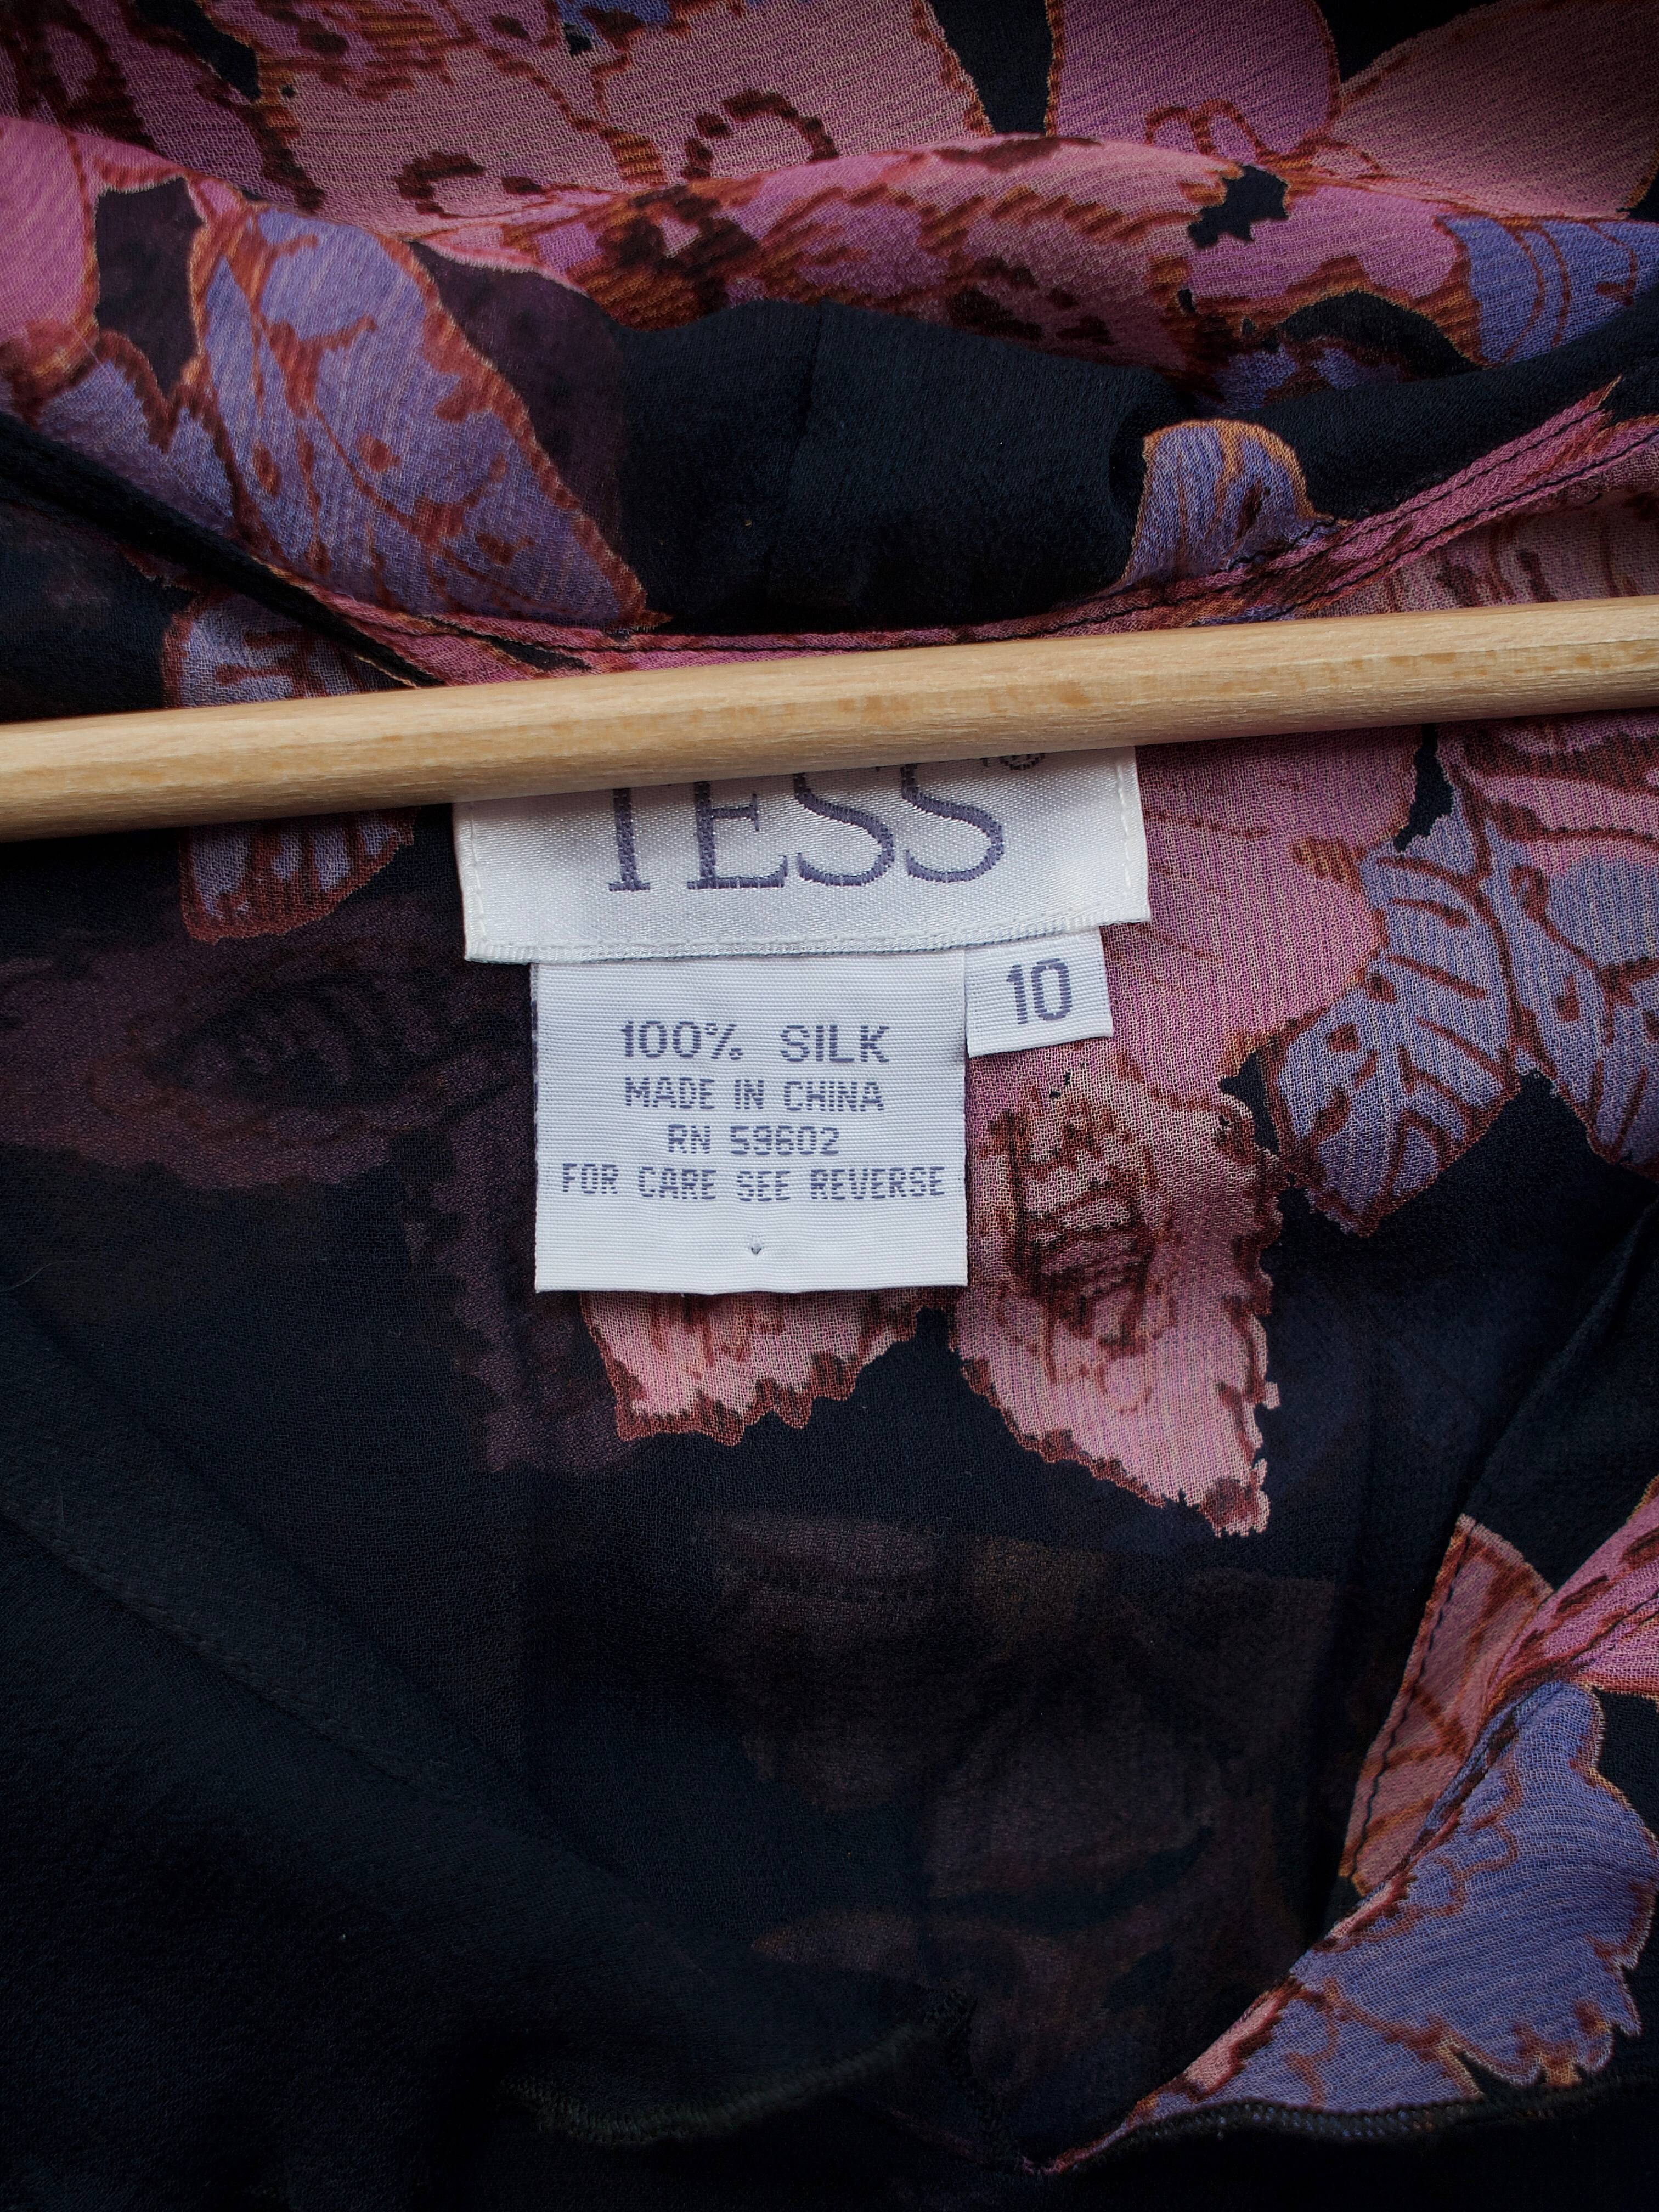 TESS
10
100% SILK
MADE IN CHINA
RN 59602
FOR CARE SEE REVERSE